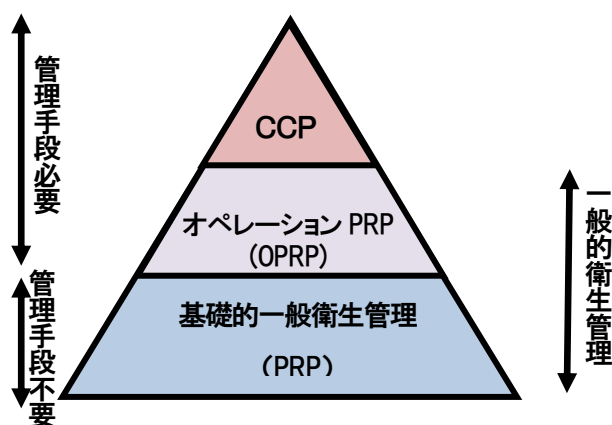 管理手段必要
管理手段不要
CCP
オペレーション PRP
(OPRP)
基礎的一般衛生管理
(PRP)
一般的衛生管理